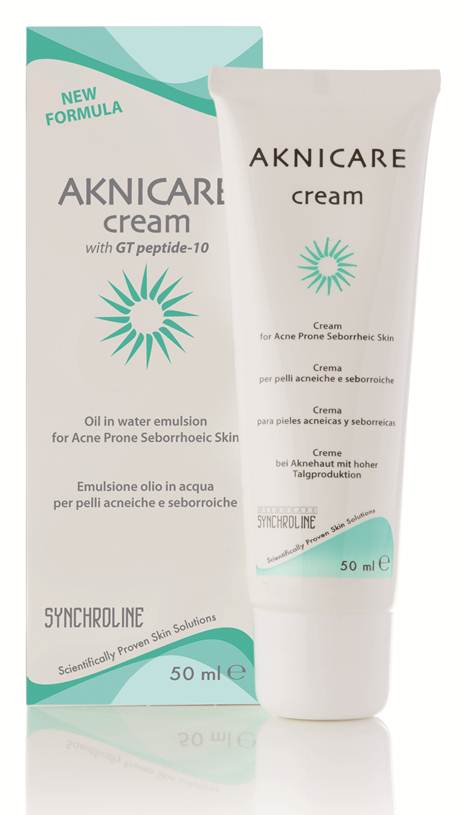 NEW
FORMULA
AKNICARE
cream
with GT peptide-10
Oil in water emulsion
for Acne Prone Seborrhoeic Skin
Emulsione olio in acqua
per pelli acneiche e seborroiche
SYNCHROLINE
Scientifically Proven Skin Solutions
50 ml e
AKNICARE
cream
Cream
for Acne Prone Seborrheic Skin
Crema
per pelli acneiche e seborroiche
Crema
para pieles acneicas y seborreicas
Creme
bei Aknehaut mit hoher
Talgproduktion
SYNCHROLINE
Scientifically Proven Skin Solutions
50 ml e